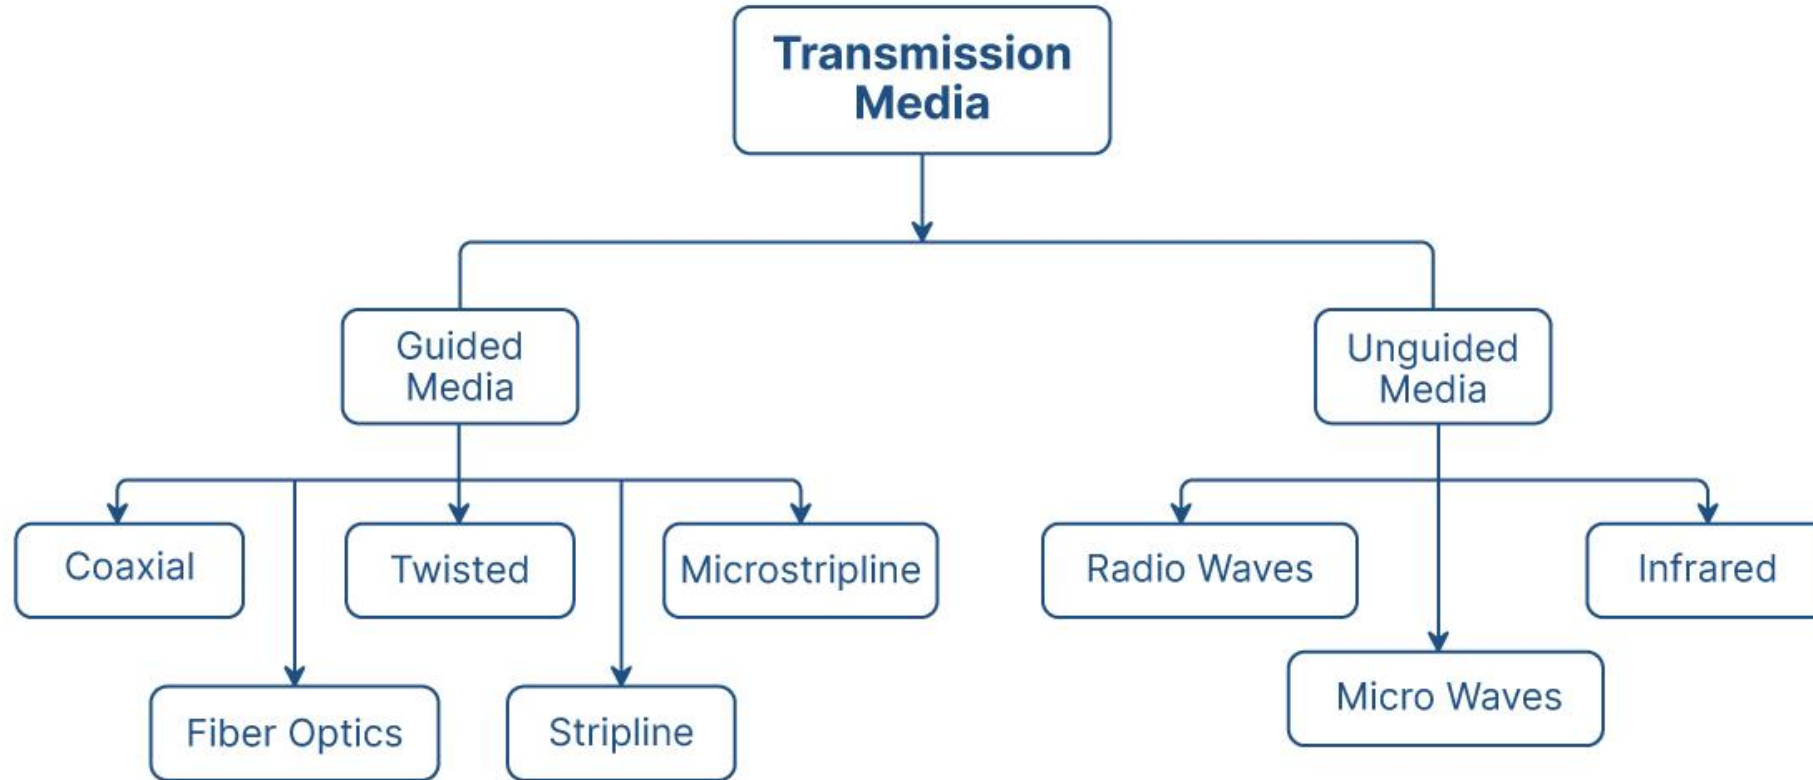 Transmission
Media
Guided
Media
Unguided
Media
Coaxial
Twisted
Microstripline
Radio Waves
Infrared
Fiber Optics
Stripline
Micro Waves